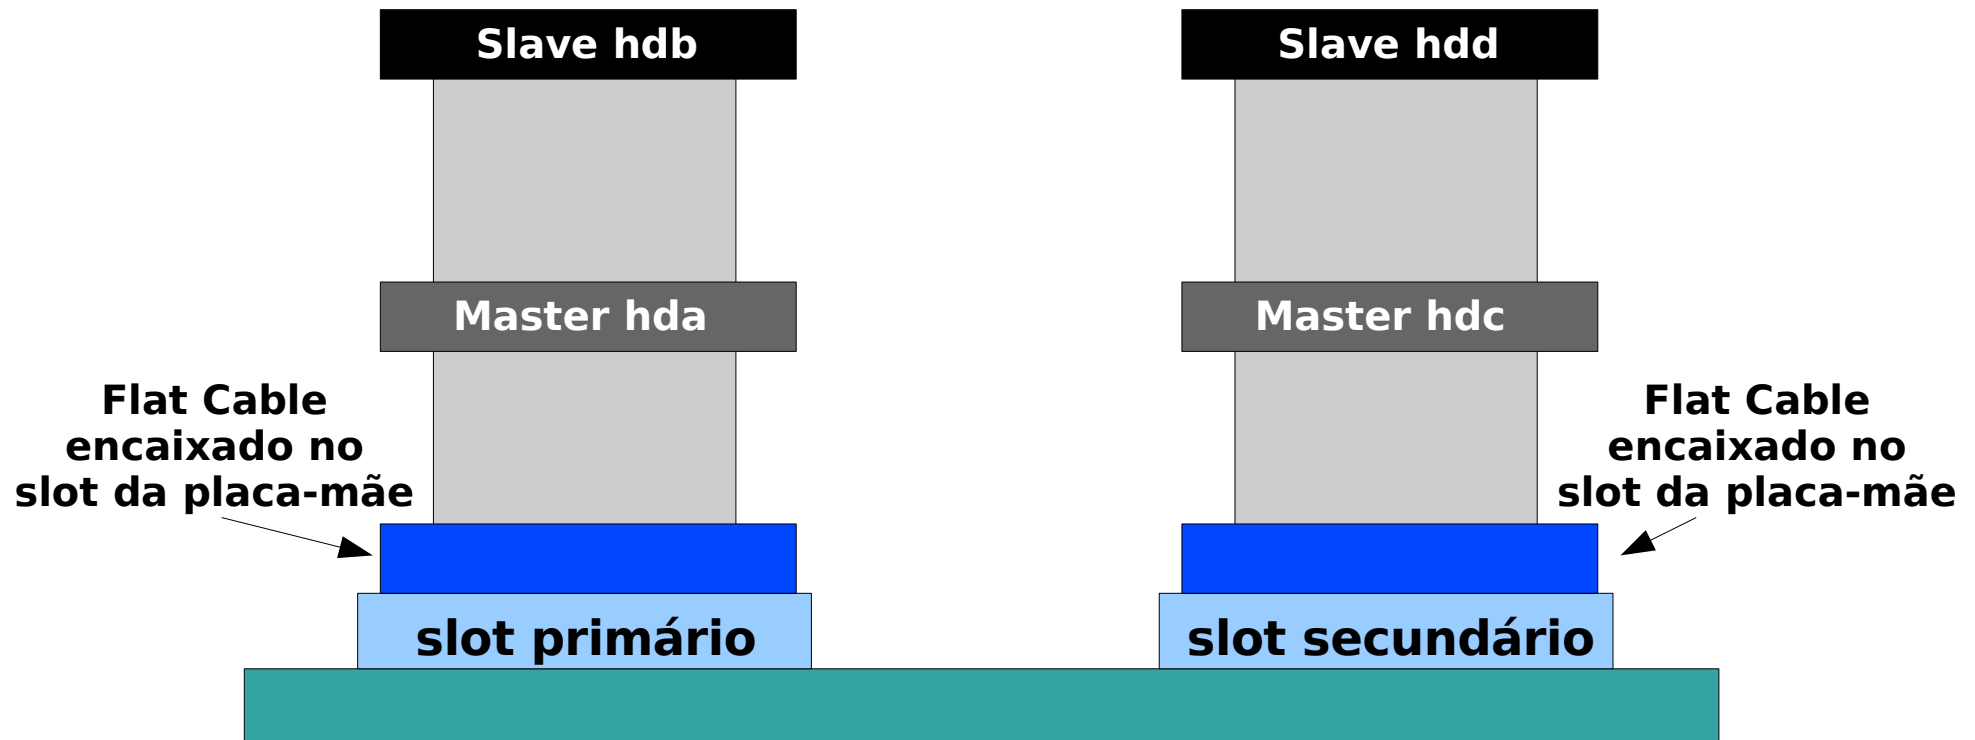 Slave hdb
Slave hdd
Master hda
Master hdc
Flat Cable
encaixado no
slot da placa-mãe
Flat Cable
encaixado no
slot da placa-mãe
slot primário
slot secundário